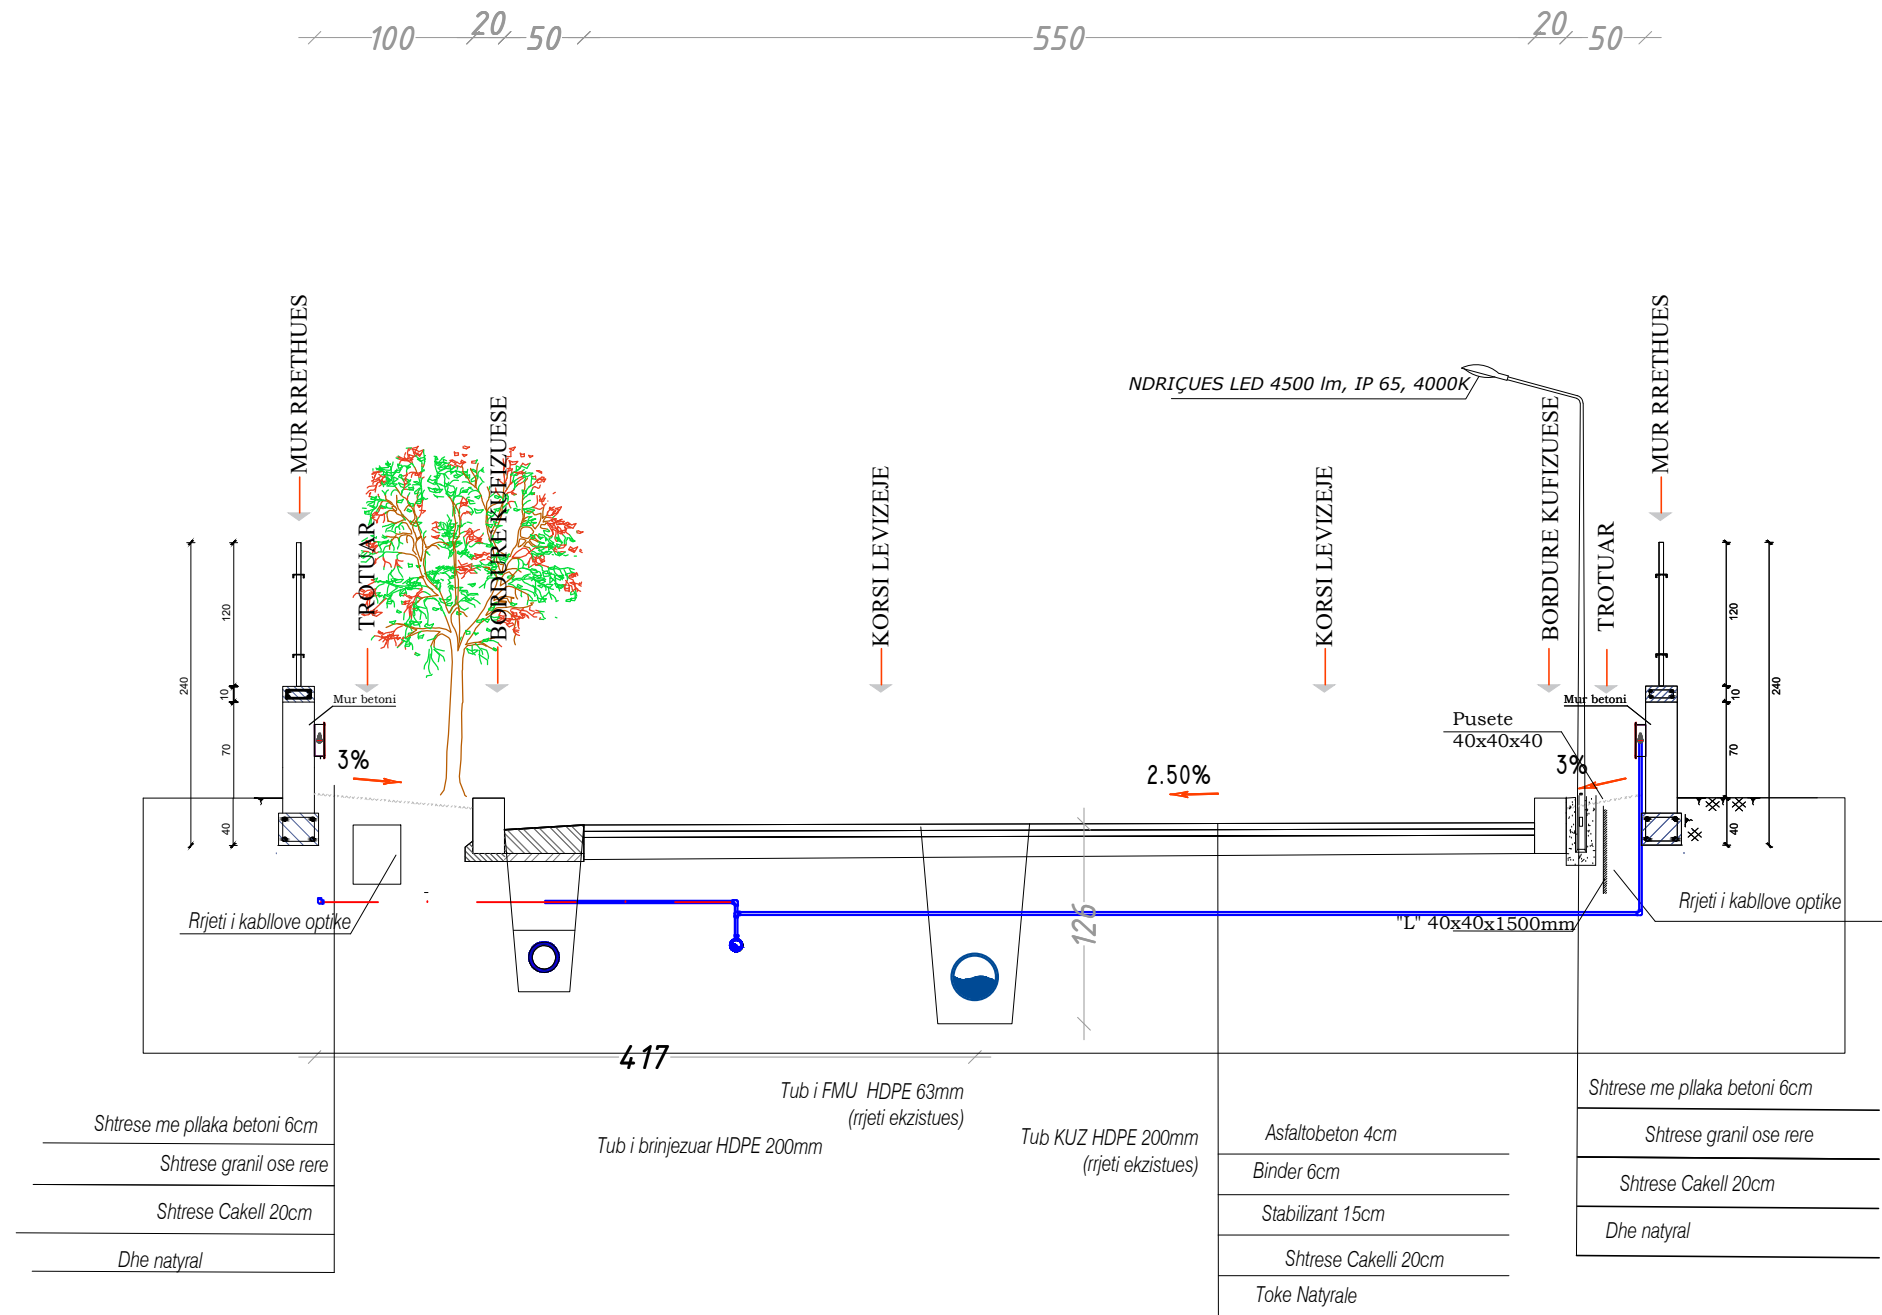 100
20
50
550
20
50
MUR RRETHUES
TROTUAR
BORDURE KUFIZUESE
KORSI LEVIZEJE
KORSI LEVIZEJE
BORDURE KUFIZUESE
TROTUAR
MUR RRETHUES
NDRIÇUES LED 4500 lm, IP 65, 4000K
240
120
10
70
40
Mur betoni
3%
2.50%
Pusete
40x40x40
Mur betoni
3%
120
10
70
40
240
Rrjeti i kabllove optike
126
"L" 40x40x1500mm
Rrjeti i kabllove optike
417
Tub i FMU HDPE 63mm
(rrjeti ekzistues)
Tub i brinjezuar HDPE 200mm
Tub KUZ HDPE 200mm
(rrjeti ekzistues)
Shtrese me pllaka betoni 6cm
Shtrese granil ose rere
Shtrese Cakell 20cm
Dhe natyral
Asfaltobeton 4cm
Binder 6cm
Stabilizant 15cm
Shtrese Cakelli 20cm
Toke Natyrale
Shtrese me pllaka betoni 6cm
Shtrese granil ose rere
Shtrese Cakell 20cm
Dhe natyral